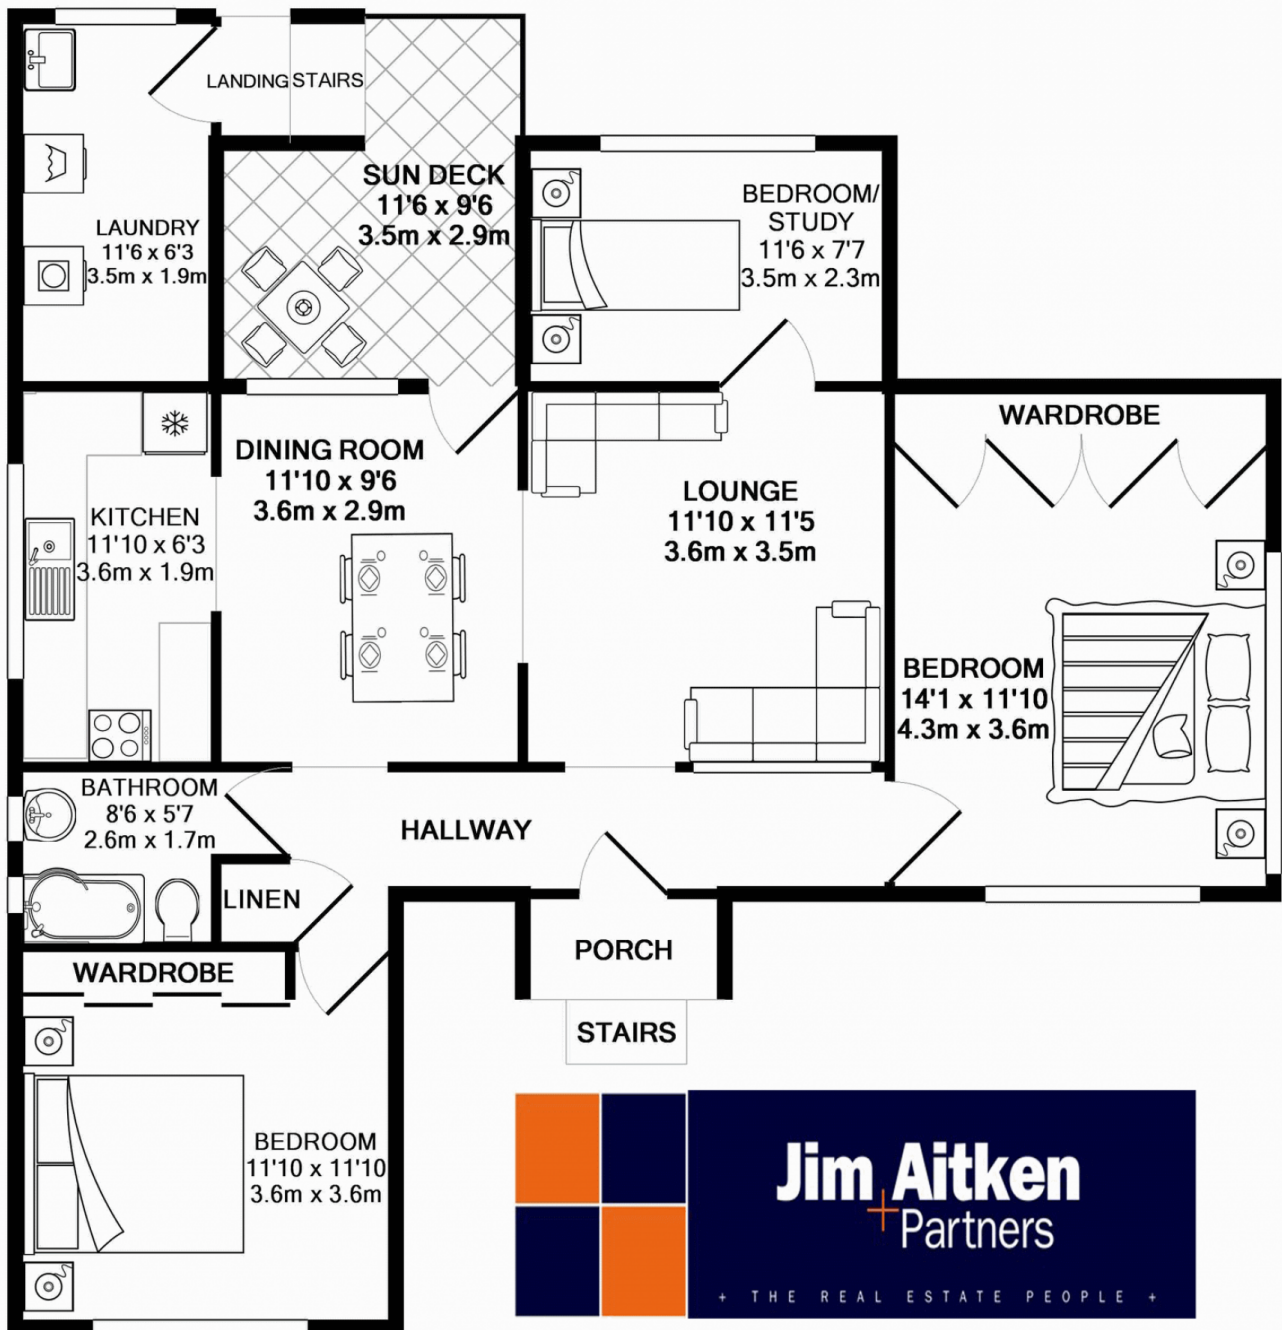 LANDING STAIRS
SUN DECK
11'6 x 9'6
3.5m x 2.9m
BEDROOM/
STUDY
11'6 x 7'7
3.5m x 2.3m
LAUNDRY
11'6 x 6'3
3.5m x 1.9m
WARDROBE
DINING ROOM
11'10 x 9'6
3.6m x 2.9m
LOUNGE
11'10 x 11'5
3.6m x 3.5m
KITCHEN
11'10 x 6'3
3.6m x 1.9m
BEDROOM
14'1 x 11'10
4.3m x 3.6m
BATHROOM
8'6 x 5'7
2.6m x 1.7m
HALLWAY
LINEN
PORCH
WARDROBE
STAIRS
BEDROOM
11'10 x 11'10
3.6m x 3.6m
Jim Aitken
+ Partners
+ THE REAL ESTATE PEOPLE +